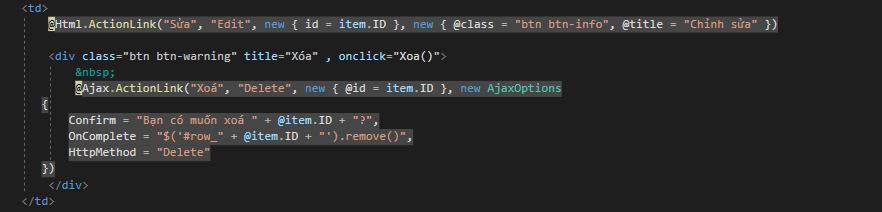 <td>
@Html.ActionLink("Sửa", "Edit", new { id = item.ID }, new { @class = "btn btn-info", @title = "Chỉnh sửa" })
<div class="btn btn-warning" title="Xóa" , onclick="Xoa()">
&nbsp;
@Ajax.ActionLink("Xoá", "Delete", new { @id = item.ID }, new AjaxOptions
{
Confirm = "Bạn có muốn xoá " + @item.ID + "?",
OnComplete = "$('#row_" + @item.ID + "').remove()",
HttpMethod = "Delete"
})
</div>
</td>